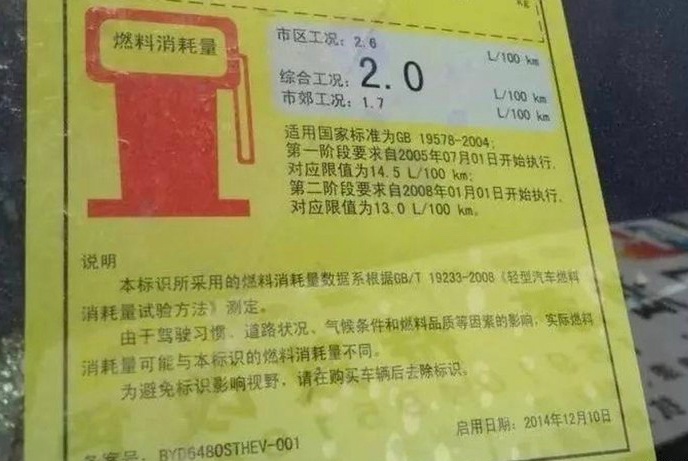 kg
燃料消耗量
市区工况：2.6 L/100 km
综合工况：2.0 L/100 km
市郊工况：1.7 L/100 km
适用国家标准为GB 19578-2004;
第一阶段要求自2005年07月01日开始执行,
对应限值为14.5 L/100 km;
第二阶段要求自2008年01月01日开始执行,
对应限值为13.0 L/100 km。
说明
本标识所采用的燃料消耗量数据系根据GB/T 19233-2008《轻型汽车燃料
消耗量试验方法》测定。
由于驾驶习惯、道路状况、气候条件和燃料品质等因素的影响，实际燃料
消耗量可能与本标识的燃料消耗量不同。
为避免标识影响视野，请在购买车辆后去除标识。
备案号：BYD6480STHEV-001
启用日期：2014年12月10日